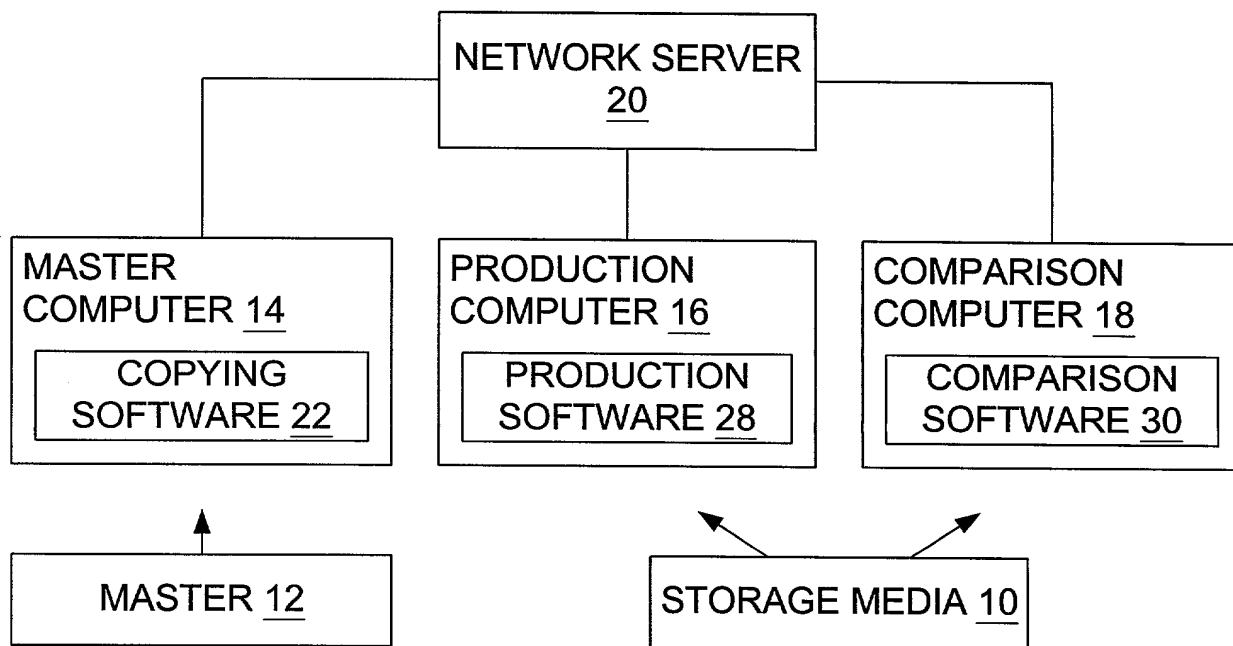 NETWORK SERVER
20
MASTER
COMPUTER 14
COPYING
SOFTWARE 22
PRODUCTION
COMPUTER 16
PRODUCTION
SOFTWARE 28
COMPARISON
COMPUTER 18
COMPARISON
SOFTWARE 30
MASTER 12
STORAGE MEDIA 10